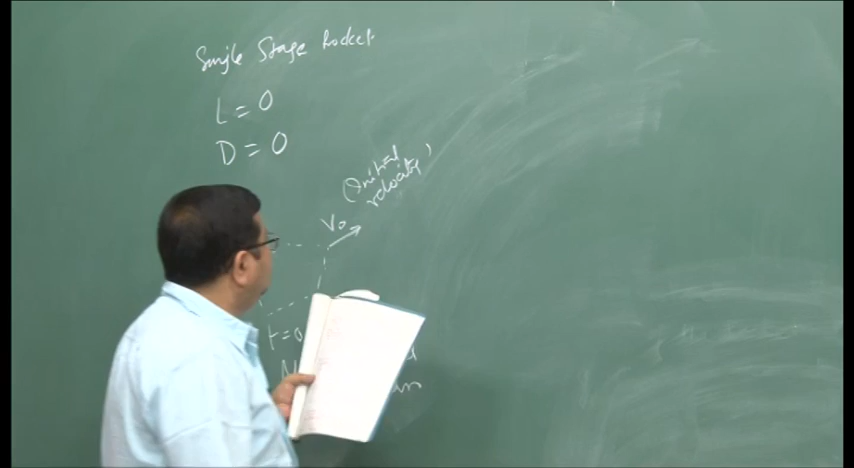 Single Stage Rocket
L = 0
D = 0
(Initial
velocity)
V₀
t=0